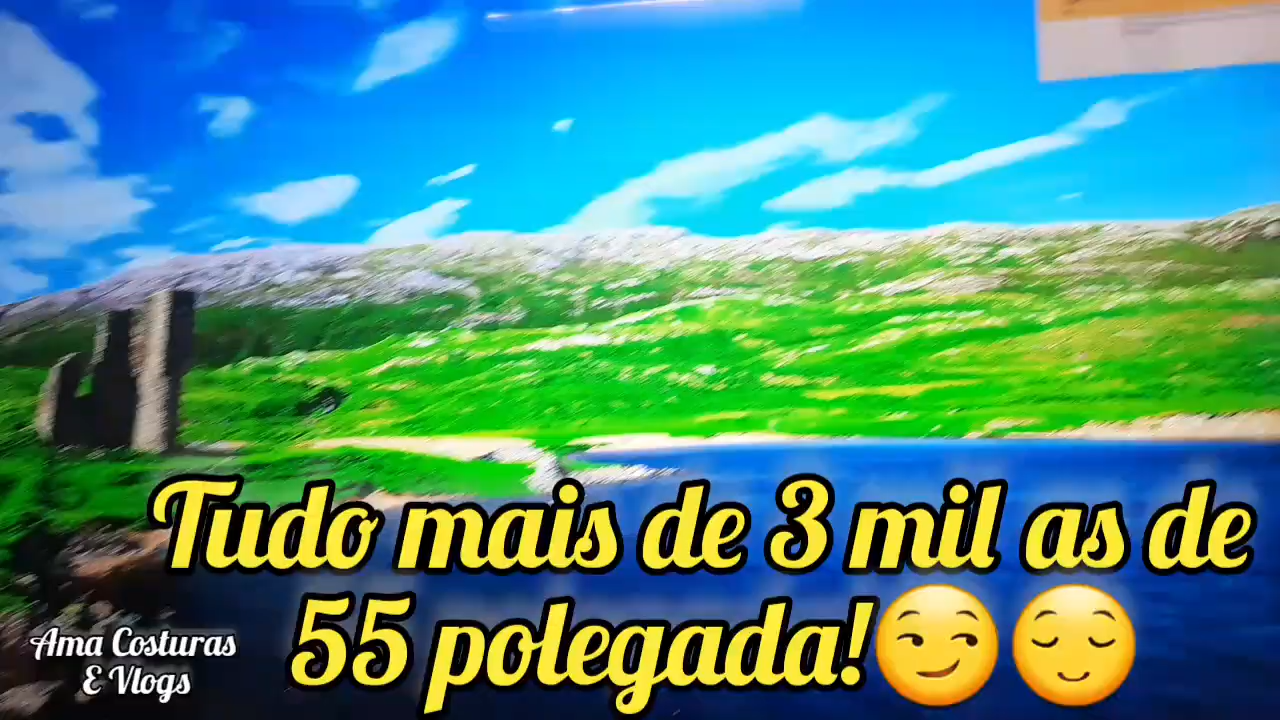 Tudo mais de 3 mil as de
55 polegada!😏😌
Ama Costuras
E Vlogs